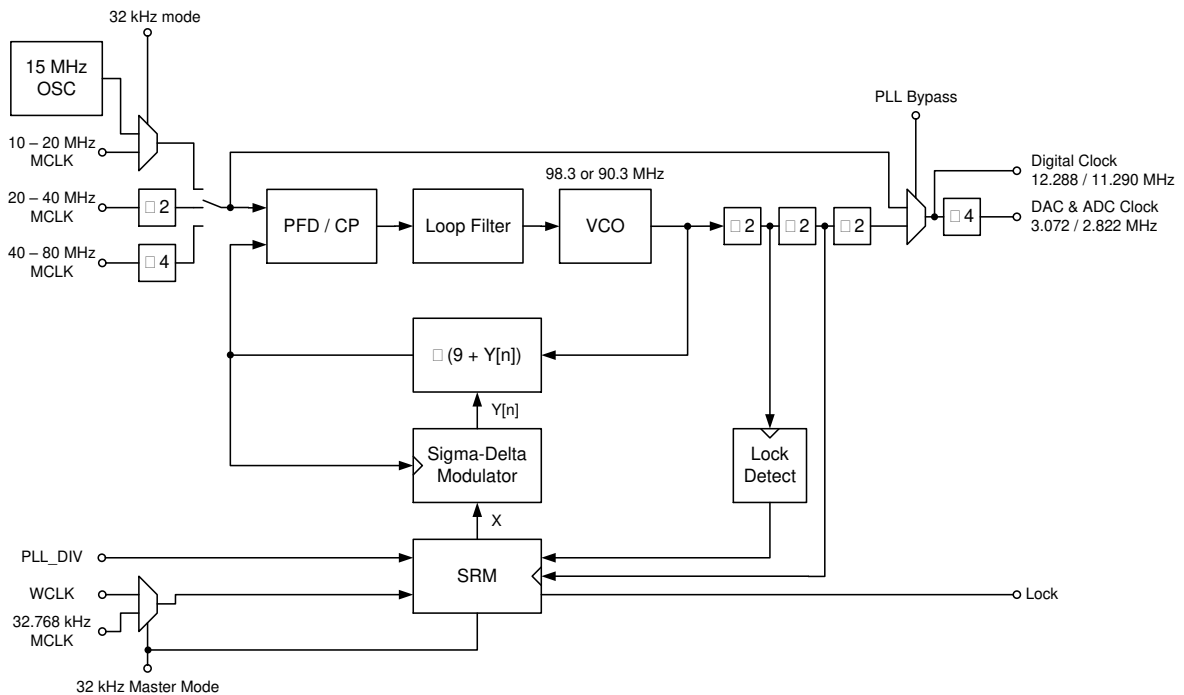 32 kHz mode
15 MHz
OSC
PLL Bypass
10 – 20 MHz
MCLK
98.3 or 90.3 MHz
Digital Clock
12.288 / 11.290 MHz
20 – 40 MHz
MCLK
□ 2
PFD / CP
Loop Filter
VCO
□ 2
□ 2
□ 2
□ 4
DAC & ADC Clock
3.072 / 2.822 MHz
40 – 80 MHz
MCLK
□ 4
□ (9 + Y[n])
Y[n]
Sigma-Delta
Modulator
Lock
Detect
X
PLL_DIV
SRM
WCLK
Lock
32.768 kHz
MCLK
32 kHz Master Mode